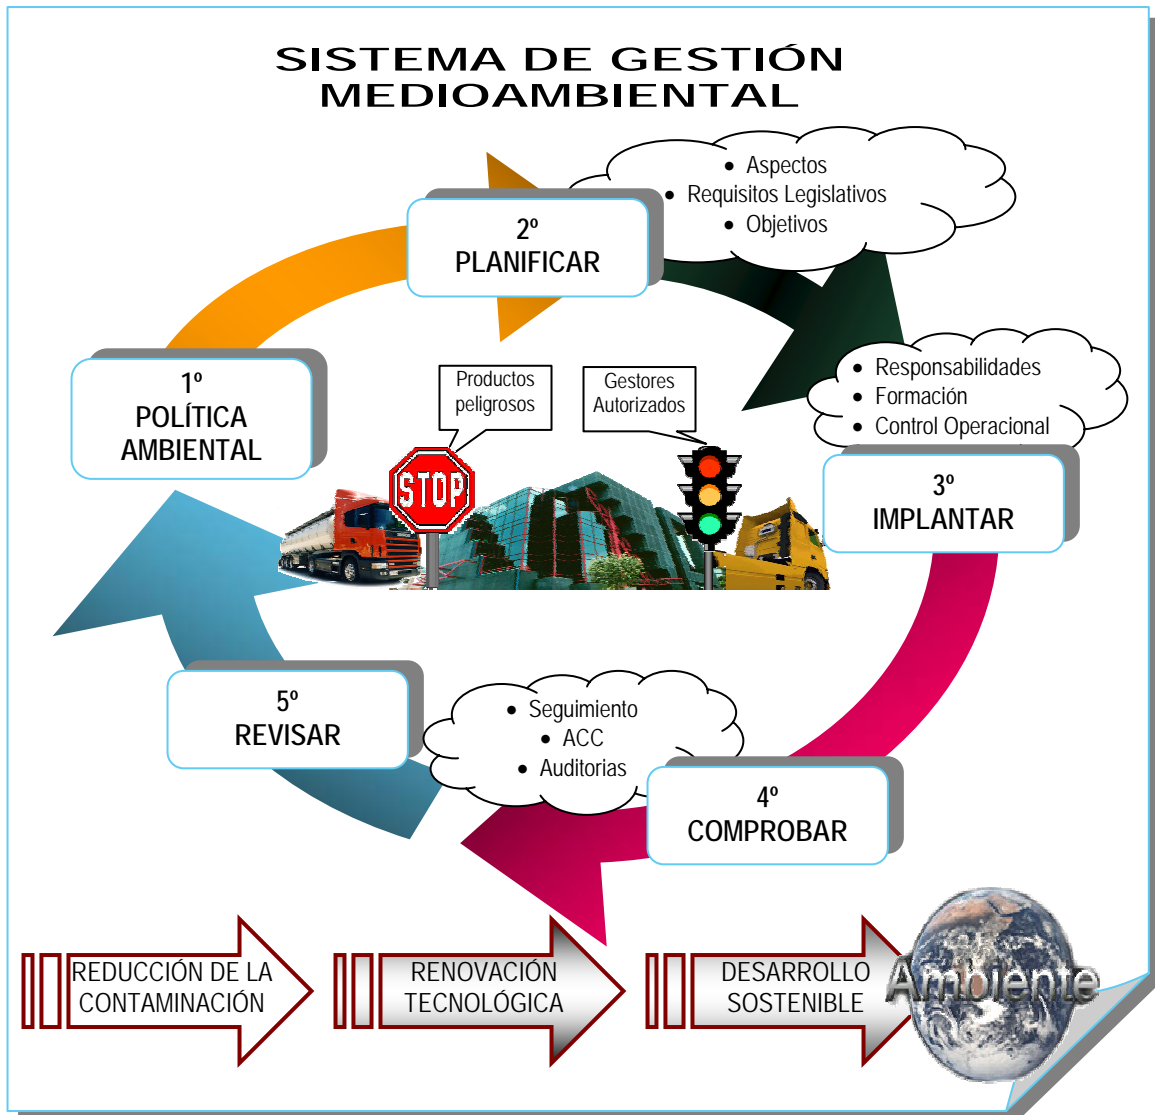 SISTEMA DE GESTIÓN
MEDIOAMBIENTAL
• Aspectos
• Requisitos Legislativos
• Objetivos
2º
PLANIFICAR
1º
POLÍTICA
AMBIENTAL
Productos
peligrosos
Gestores
Autorizados
• Responsabilidades
• Formación
• Control Operacional
STOP
3º
IMPLANTAR
5º
REVISAR
• Seguimiento
• ACC
• Auditorias
4º
COMPROBAR
REDUCCIÓN DE LA
CONTAMINACIÓN
RENOVACIÓN
TECNOLÓGICA
DESARROLLO
SOSTENIBLE
Ambiente